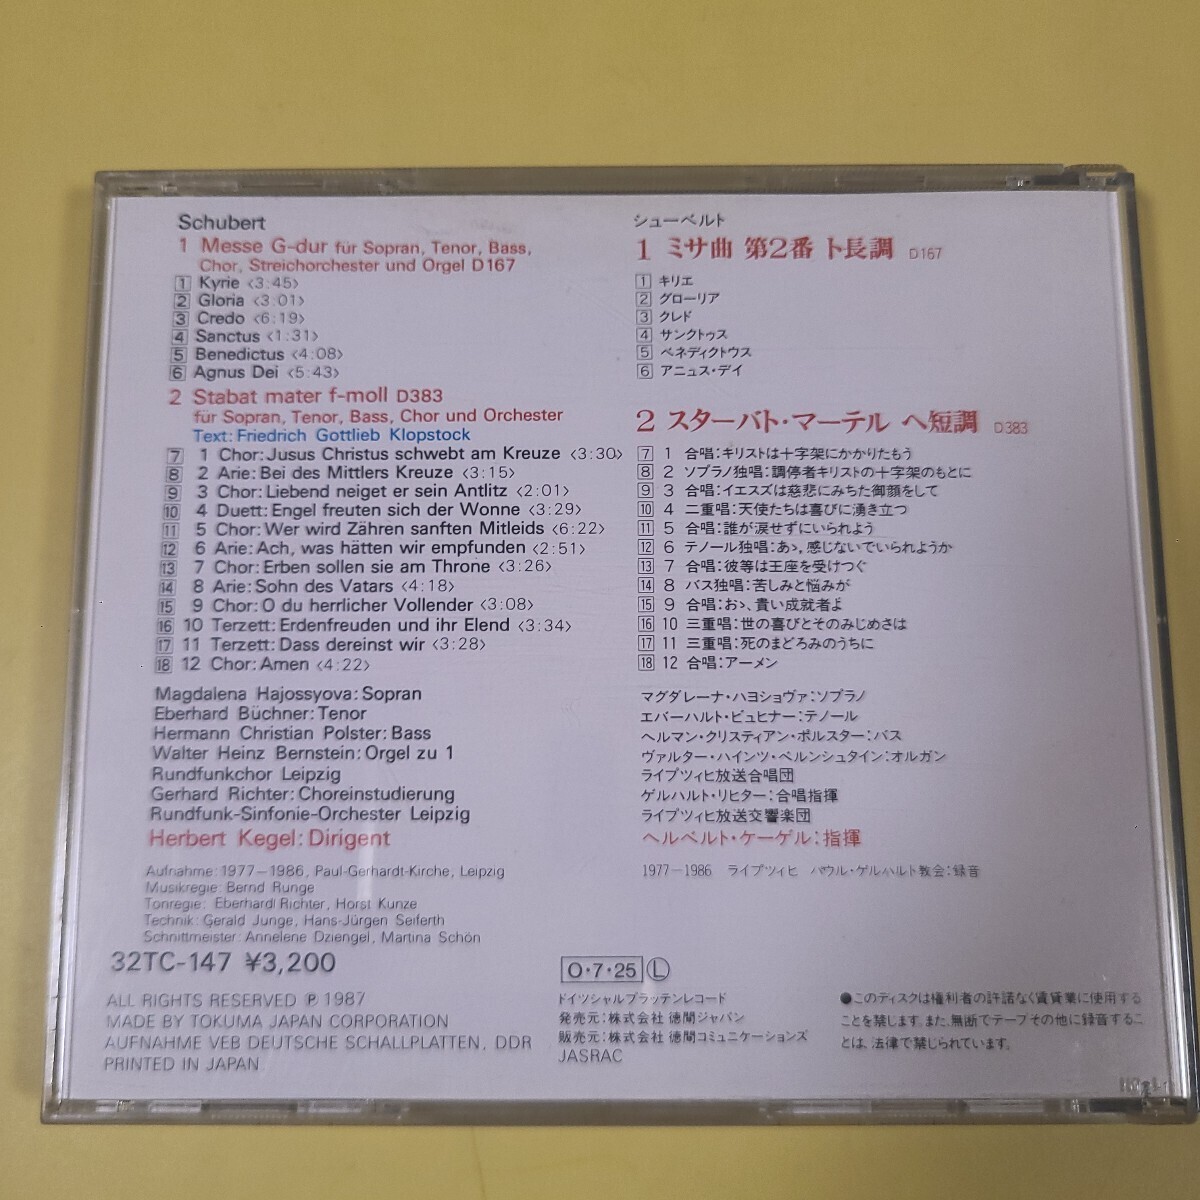 Schubert
1 Messe G-dur für Sopran, Tenor, Bass,
Chor, Streichorchester und Orgel D167
1 Kyrie <3:45>
2 Gloria <3:01>
3 Credo <6:19>
4 Sanctus <1:31>
5 Benedictus <4:08>
6 Agnus Dei <5:43>
2 Stabat mater f-moll D383
für Sopran, Tenor, Bass, Chor und Orchester
Text: Friedrich Gottlieb Klopstock
7 1 Chor: Jusus Christus schwebt am Kreuze <3:30>
8 2 Arie: Bei des Mittlers Kreuze <3:15>
9 3 Chor: Liebend neiget er sein Antlitz <2:01>
10 4 Duett: Engel freuten sich der Wonne <3:29>
11 5 Chor: Wer wird Zähren sanften Mitleids <6:22>
12 6 Arie: Ach, was hätten wir empfunden <2:51>
13 7 Chor: Erben sollen sie am Throne <3:26>
14 8 Arie: Sohn des Vatars <4:18>
15 9 Chor: O du herrlicher Vollender <3:08>
16 10 Terzett: Erdenfreuden und ihr Elend <3:34>
17 11 Terzett: Dass dereinst wir <3:28>
18 12 Chor: Amen <4:22>
Magdalena Hajossyova: Sopran
Eberhard Büchner: Tenor
Hermann Christian Polster: Bass
Walter Heinz Bernstein: Orgel zu 1
Rundfunkchor Leipzig
Gerhard Richter: Choreinstudierung
Rundfunk-Sinfonie-Orchester Leipzig
Herbert Kegel: Dirigent
Aufnahme: 1977-1986, Paul-Gerhardt-Kirche, Leipzig
Musikregie: Bernd Runge
Tonregie: Eberhard Richter, Horst Kunze
Technik: Gerald Junge, Hans-Jürgen Seiferth
Schnittmeister: Annelene Dziengel, Martina Schön
32TC-147 ¥3,200
ALL RIGHTS RESERVED ℗ 1987
MADE BY TOKUMA JAPAN CORPORATION
AUFNAHME VEB DEUTSCHE SCHALLPLATTEN, DDR
PRINTED IN JAPAN
シューベルト
1 ミサ曲 第2番 ト長調 D167
1 キリエ
2 グローリア
3 クレド
4 サンクトゥス
5 ベネディクトウス
6 アニュス・デイ
2 スターバト・マーテル ヘ短調 D383
7 1 合唱:キリストは十字架にかかりたもう
8 2 ソプラノ独唱:調停者キリストの十字架のもとに
9 3 合唱:イエスズは慈悲にみちた御顔をして
10 4 二重唱:天使たちは喜びに湧き立つ
11 5 合唱:誰が涙せずにいられよう
12 6 テノール独唱:あゝ,感じないでいられようか
13 7 合唱:彼等は王座を受けつぐ
14 8 バス独唱:苦しみと悩みが
15 9 合唱:おゝ、貴い成就者よ
16 10 三重唱:世の喜びとそのみじめさは
17 11 三重唱:死のまどろみのうちに
18 12 合唱:アーメン
マグダレーナ・ハヨショヴァ:ソプラノ
エバーハルト・ビュヒナー:テノール
ヘルマン・クリスティアン・ポルスター:バス
ヴァルター・ハインツ・ベルンシュタイン:オルガン
ライプツィヒ放送合唱団
ゲルハルト・リヒター:合唱指揮
ライプツィヒ放送交響楽団
ヘルベルト・ケーゲル:指揮
1977-1986 ライプツィヒ パウル・ゲルハルト教会:録音
O・7・25 Ⓛ
ドイツシャルプラッテンレコード
発売元:株式会社 徳間ジャパン
販売元:株式会社 徳間コミュニケーションズ
JASRAC
●このディスクは権利者の許諾なく賃貸業に使用する
ことを禁じます。また、無断でテープその他に録音するこ
とは、法律で禁じられています。